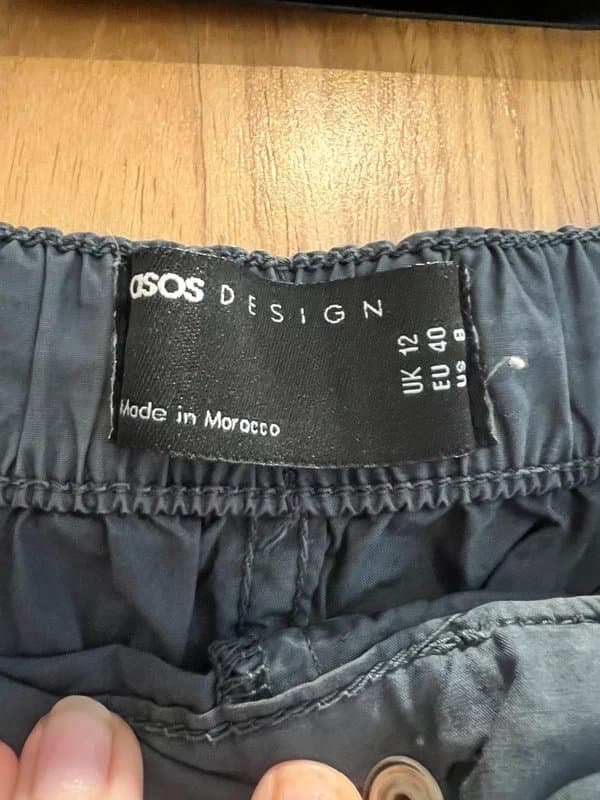 asos DESIGN
Made in Morocco
UK 12
EU 40
US 8